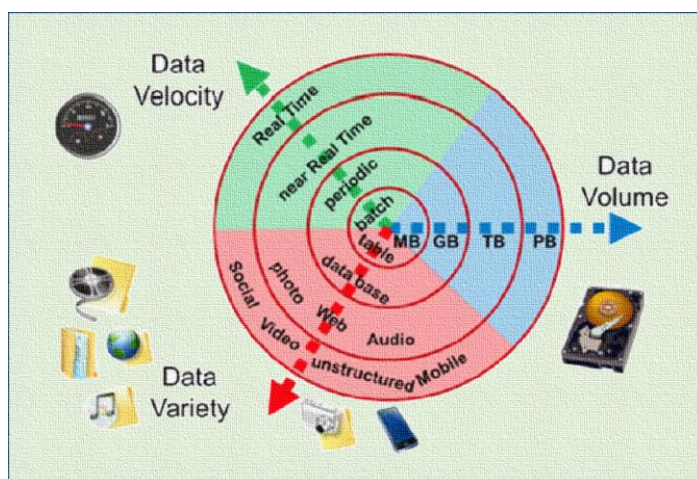 Data
Velocity
Real Time
near Real Time
periodic
batch
Data
Volume
MB GB TB PB
table
data base
photo Web Audio
Social Video unstructured Mobile
Data
Variety